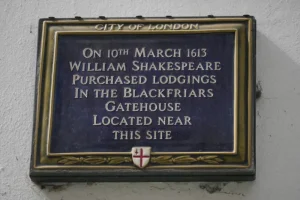 CITY OF LONDON
ON 10TH MARCH 1613
WILLIAM SHAKESPEARE
PURCHASED LODGINGS
IN THE BLACKFRIARS
GATEHOUSE
LOCATED NEAR
THIS SITE